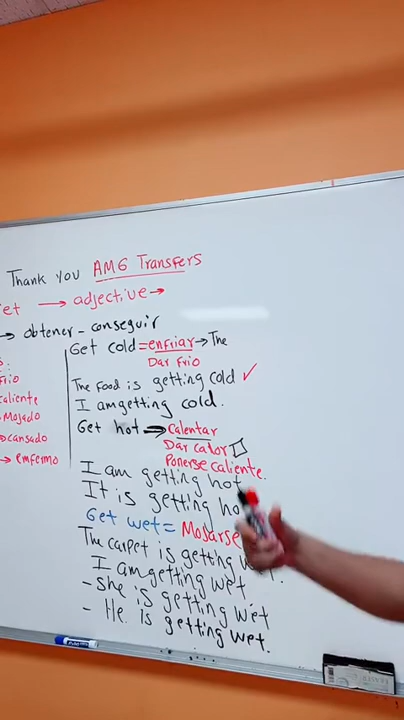 Thank you AMG Transfers
et → adjective →
→ obtener - conseguir
Get cold = enfriar → The
Dar Frio
The food is getting cold ✓
I am getting cold.
Get hot → Calentar
Dar calor
Ponerse caliente.
I am getting hot
It is getting ho
Get wet = Mojarse
The carpet is getting wet.
I am getting wet
- She is getting wet
- He is getting wet.
s:
Frio
caliente
Mojado
→ cansado
→ emfermo